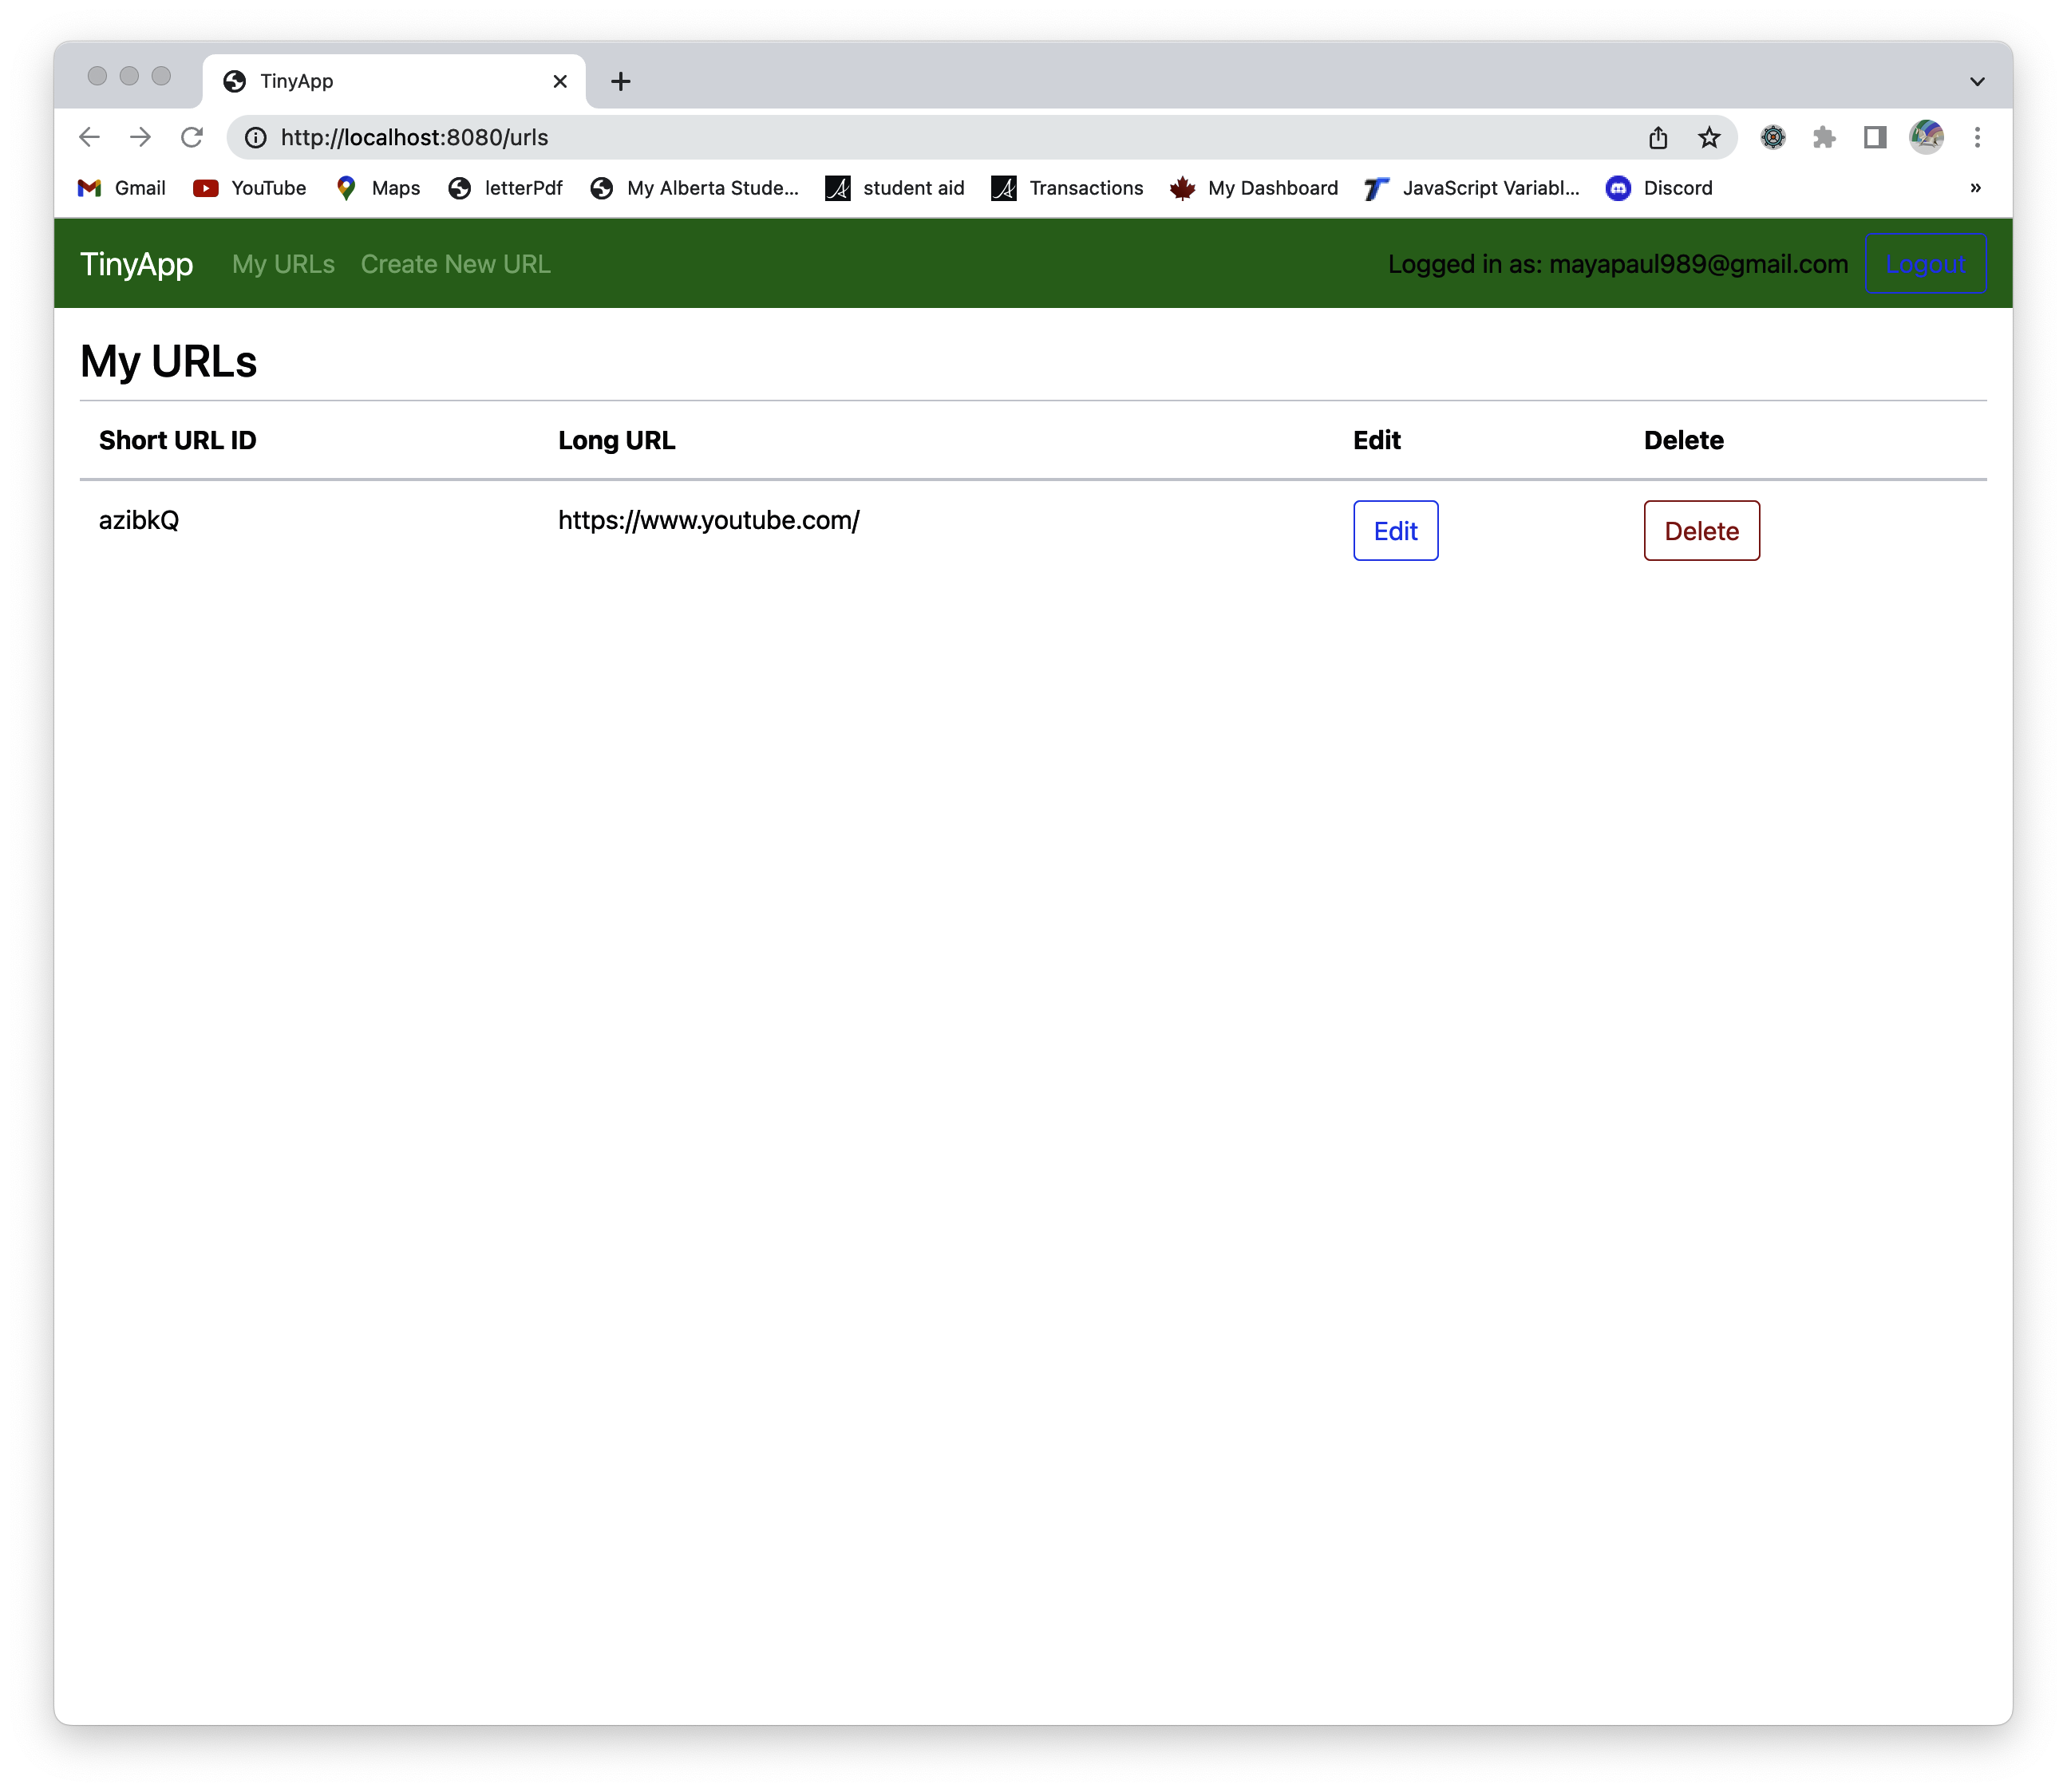 TinyApp
http://localhost:8080/urls
Gmail YouTube Maps letterPdf My Alberta Stude... student aid Transactions My Dashboard JavaScript Variabl... Discord »
TinyApp My URLs Create New URL Logged in as: mayapaul989@gmail.com Logout
My URLs
Short URL ID Long URL Edit Delete
azibkQ https://www.youtube.com/ Edit Delete